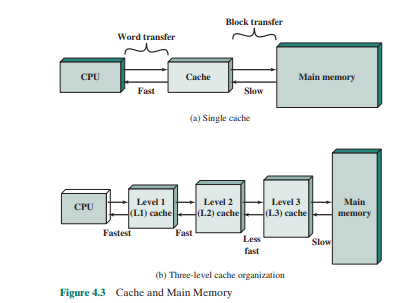 Block transfer
Word transfer
CPU
Cache
Main memory
Fast
Slow
(a) Single cache
CPU
Level 1
(L1) cache
Level 2
(L2) cache
Level 3
(L3) cache
Main
memory
Fastest
Fast
Less
fast
Slow
(b) Three-level cache organization
Figure 4.3 Cache and Main Memory